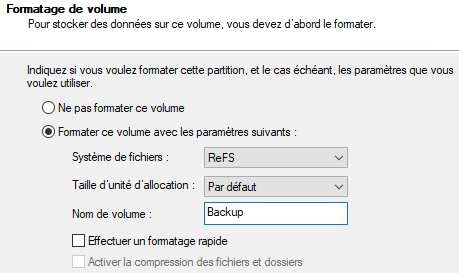 Formatage de volume
Pour stocker des données sur ce volume, vous devez d'abord le formater.
Indiquez si vous voulez formater cette partition, et le cas échéant, les paramètres que vous
voulez utiliser.
Ne pas formater ce volume
Formater ce volume avec les paramètres suivants :
Système de fichiers : ReFS
Taille d'unité d'allocation : Par défaut
Nom de volume : Backup
Effectuer un formatage rapide
Activer la compression des fichiers et dossiers